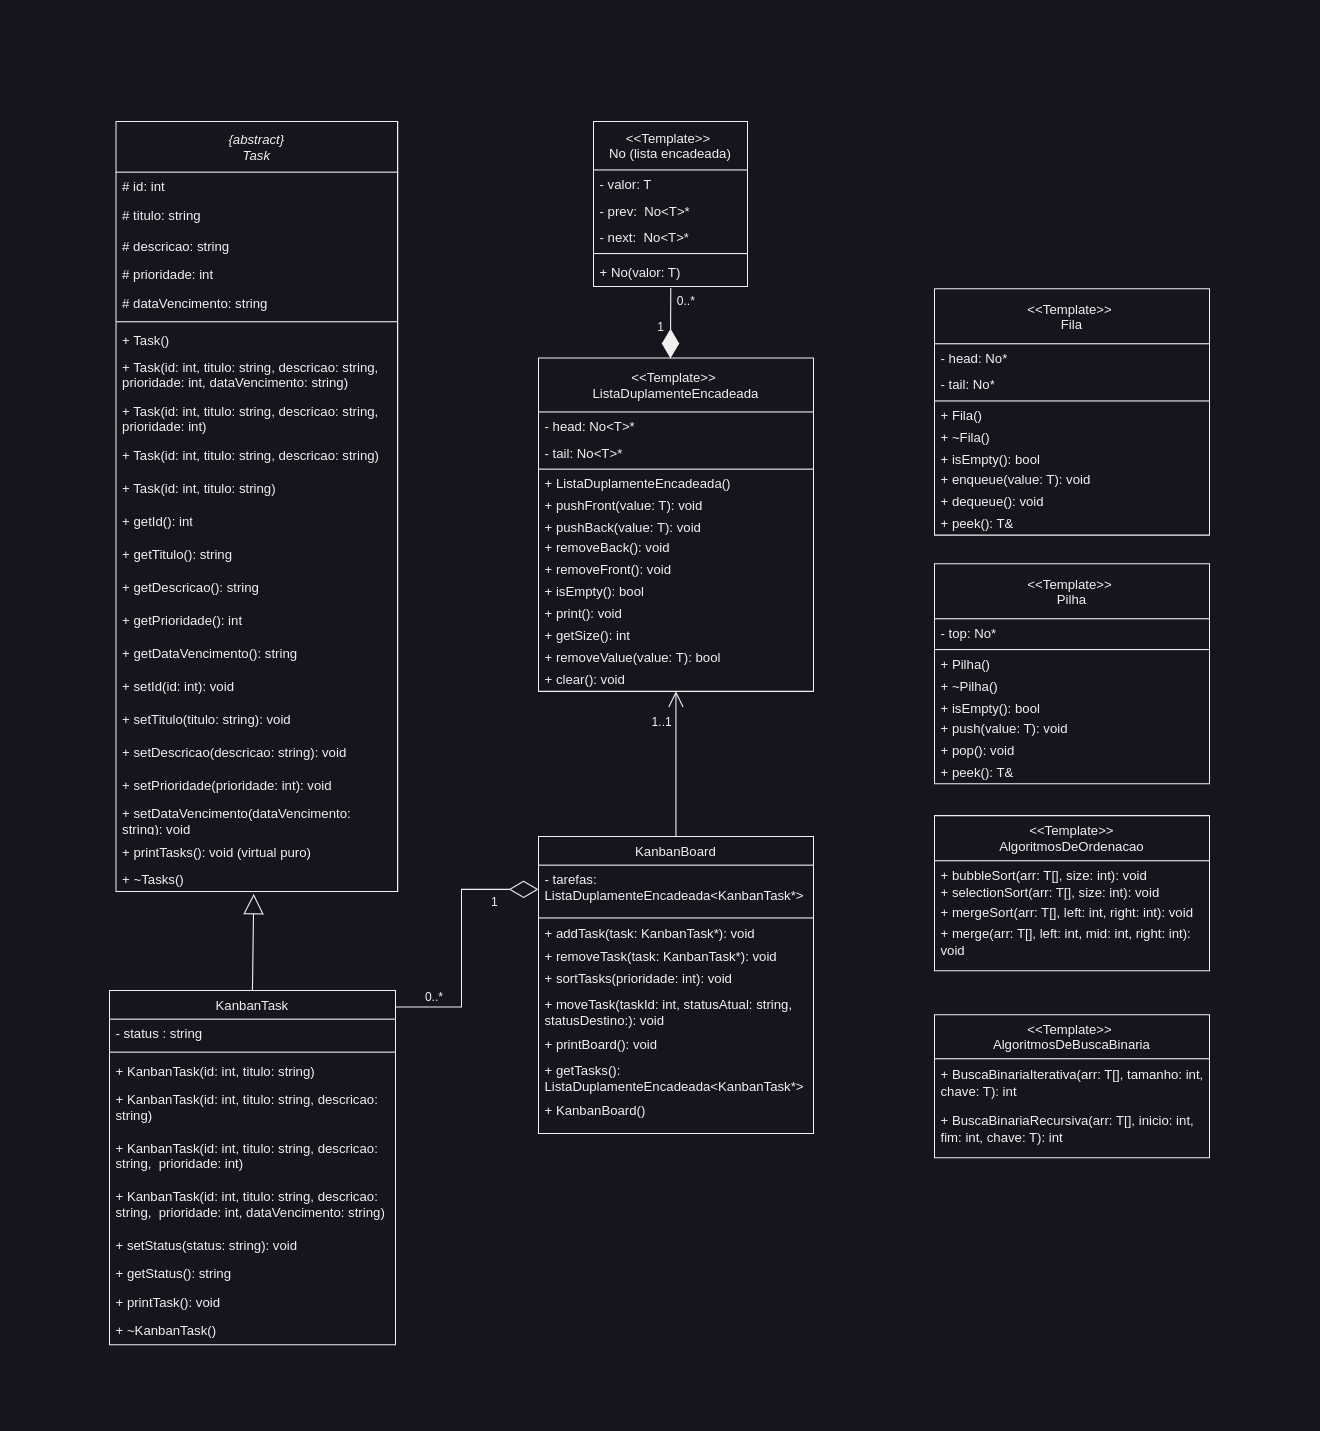 {abstract}
Task
# id: int
# titulo: string
# descricao: string
# prioridade: int
# dataVencimento: string
+ Task()
+ Task(id: int, titulo: string, descricao: string,
prioridade: int, dataVencimento: string)
+ Task(id: int, titulo: string, descricao: string,
prioridade: int)
+ Task(id: int, titulo: string, descricao: string)
+ Task(id: int, titulo: string)
+ getId(): int
+ getTitulo(): string
+ getDescricao(): string
+ getPrioridade(): int
+ getDataVencimento(): string
+ setId(id: int): void
+ setTitulo(titulo: string): void
+ setDescricao(descricao: string): void
+ setPrioridade(prioridade: int): void
+ setDataVencimento(dataVencimento:
string): void
+ printTasks(): void (virtual puro)
+ ~Tasks()
KanbanTask
- status : string
+ KanbanTask(id: int, titulo: string)
+ KanbanTask(id: int, titulo: string, descricao:
string)
+ KanbanTask(id: int, titulo: string, descricao:
string,  prioridade: int)
+ KanbanTask(id: int, titulo: string, descricao:
string,  prioridade: int, dataVencimento: string)
+ setStatus(status: string): void
+ getStatus(): string
+ printTask(): void
+ ~KanbanTask()
0..*
1
<<Template>>
No (lista encadeada)
- valor: T
- prev:  No<T>*
- next:  No<T>*
+ No(valor: T)
0..*
1
<<Template>>
ListaDuplamenteEncadeada
- head: No<T>*
- tail: No<T>*
+ ListaDuplamenteEncadeada()
+ pushFront(value: T): void
+ pushBack(value: T): void
+ removeBack(): void
+ removeFront(): void
+ isEmpty(): bool
+ print(): void
+ getSize(): int
+ removeValue(value: T): bool
+ clear(): void
1..1
KanbanBoard
- tarefas:
ListaDuplamenteEncadeada<KanbanTask*>
+ addTask(task: KanbanTask*): void
+ removeTask(task: KanbanTask*): void
+ sortTasks(prioridade: int): void
+ moveTask(taskId: int, statusAtual: string,
statusDestino:): void
+ printBoard(): void
+ getTasks():
ListaDuplamenteEncadeada<KanbanTask*>
+ KanbanBoard()
<<Template>>
Fila
- head: No*
- tail: No*
+ Fila()
+ ~Fila()
+ isEmpty(): bool
+ enqueue(value: T): void
+ dequeue(): void
+ peek(): T&
<<Template>>
Pilha
- top: No*
+ Pilha()
+ ~Pilha()
+ isEmpty(): bool
+ push(value: T): void
+ pop(): void
+ peek(): T&
<<Template>>
AlgoritmosDeOrdenacao
+ bubbleSort(arr: T[], size: int): void
+ selectionSort(arr: T[], size: int): void
+ mergeSort(arr: T[], left: int, right: int): void
+ merge(arr: T[], left: int, mid: int, right: int):
void
<<Template>>
AlgoritmosDeBuscaBinaria
+ BuscaBinariaIterativa(arr: T[], tamanho: int,
chave: T): int
+ BuscaBinariaRecursiva(arr: T[], inicio: int,
fim: int, chave: T): int